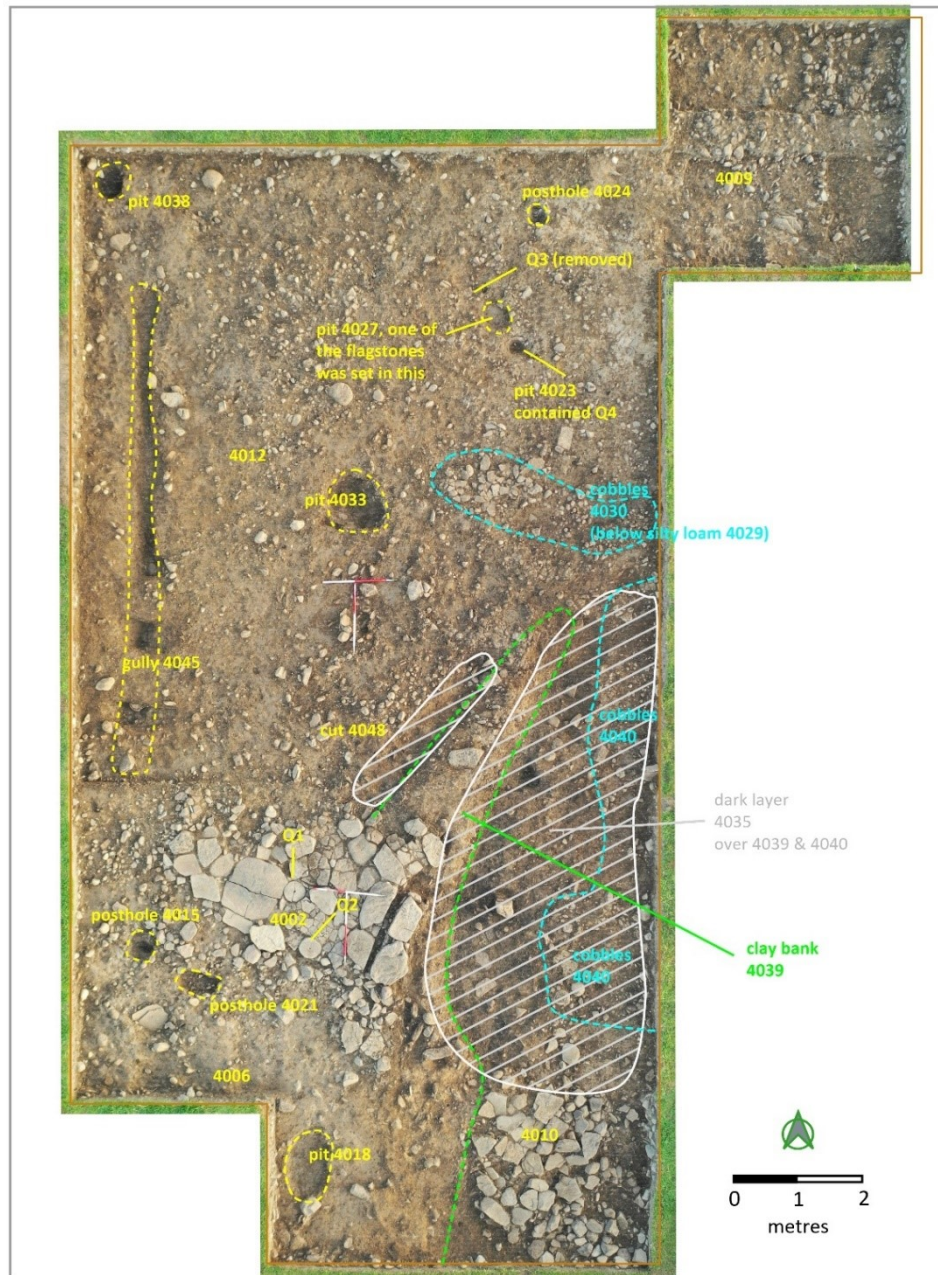 4009
pit 4038
posthole 4024
Q3 (removed)
pit 4027, one of
the flagstones
was set in this
pit 4023
contained Q4
4012
pit 4033
cobbles
4030
(below silty loam 4029)
gully 4045
cut 4048
cobbles
4040
dark layer
4035
over 4039 & 4040
Q1
Q2
4002
posthole 4015
posthole 4021
cobbles
4040
clay bank
4039
4006
4010
pit 4018
0 1 2
metres